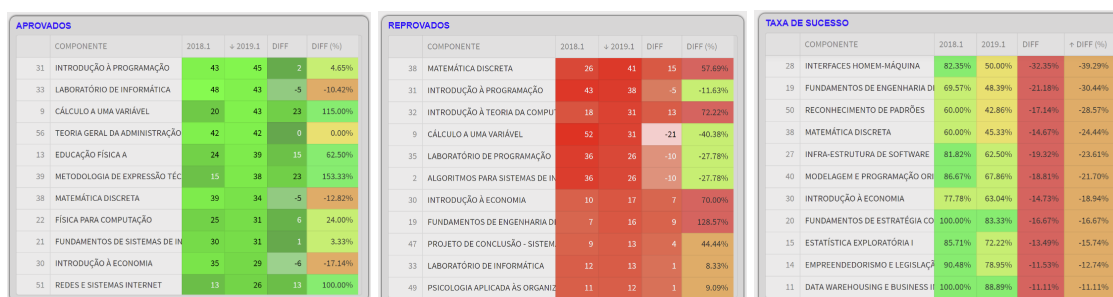 APROVADOS
COMPONENTE 2018.1 ↓ 2019.1 DIFF DIFF (%)
31 INTRODUÇÃO À PROGRAMAÇÃO 43 45 2 4.65%
33 LABORATÓRIO DE INFORMÁTICA 48 43 -5 -10.42%
9 CÁLCULO A UMA VARIÁVEL 20 43 23 115.00%
56 TEORIA GERAL DA ADMINISTRAÇÃO 42 42 0 0.00%
13 EDUCAÇÃO FÍSICA A 24 39 15 62.50%
39 METODOLOGIA DE EXPRESSÃO TÉC 15 38 23 153.33%
38 MATEMÁTICA DISCRETA 39 34 -5 -12.82%
22 FÍSICA PARA COMPUTAÇÃO 25 31 6 24.00%
21 FUNDAMENTOS DE SISTEMAS DE IN 30 31 1 3.33%
30 INTRODUÇÃO À ECONOMIA 35 29 -6 -17.14%
51 REDES E SISTEMAS INTERNET 13 26 13 100.00%
REPROVADOS
COMPONENTE 2018.1 ↓ 2019.1 DIFF DIFF (%)
38 MATEMÁTICA DISCRETA 26 41 15 57.69%
31 INTRODUÇÃO À PROGRAMAÇÃO 43 38 -5 -11.63%
32 INTRODUÇÃO À TEORIA DA COMPU 18 31 13 72.22%
9 CÁLCULO A UMA VARIÁVEL 52 31 -21 -40.38%
35 LABORATÓRIO DE PROGRAMAÇÃO 36 26 -10 -27.78%
2 ALGORITMOS PARA SISTEMAS DE IN 36 26 -10 -27.78%
30 INTRODUÇÃO À ECONOMIA 10 17 7 70.00%
19 FUNDAMENTOS DE ENGENHARIA DI 7 16 9 128.57%
47 PROJETO DE CONCLUSÃO - SISTEM. 9 13 4 44.44%
33 LABORATÓRIO DE INFORMÁTICA 12 13 1 8.33%
49 PSICOLOGIA APLICADA ÀS ORGANIZ 11 12 1 9.09%
TAXA DE SUCESSO
COMPONENTE 2018.1 2019.1 DIFF ↑ DIFF (%)
28 INTERFACES HOMEM-MÁQUINA 82.35% 50.00% -32.35% -39.29%
19 FUNDAMENTOS DE ENGENHARIA DI 69.57% 48.39% -21.18% -30.44%
50 RECONHECIMENTO DE PADRÕES 60.00% 42.86% -17.14% -28.57%
38 MATEMÁTICA DISCRETA 60.00% 45.33% -14.67% -24.44%
27 INFRA-ESTRUTURA DE SOFTWARE 81.82% 62.50% -19.32% -23.61%
40 MODELAGEM E PROGRAMAÇÃO ORI 86.67% 67.86% -18.81% -21.70%
30 INTRODUÇÃO À ECONOMIA 77.78% 63.04% -14.73% -18.94%
20 FUNDAMENTOS DE ESTRATÉGIA CO 100.00% 83.33% -16.67% -16.67%
15 ESTATÍSTICA EXPLORATÓRIA I 85.71% 72.22% -13.49% -15.74%
14 EMPREENDEDORISMO E LEGISLAÇÃ 90.48% 78.95% -11.53% -12.74%
11 DATA WAREHOUSING E BUSINESS I 100.00% 88.89% -11.11% -11.11%